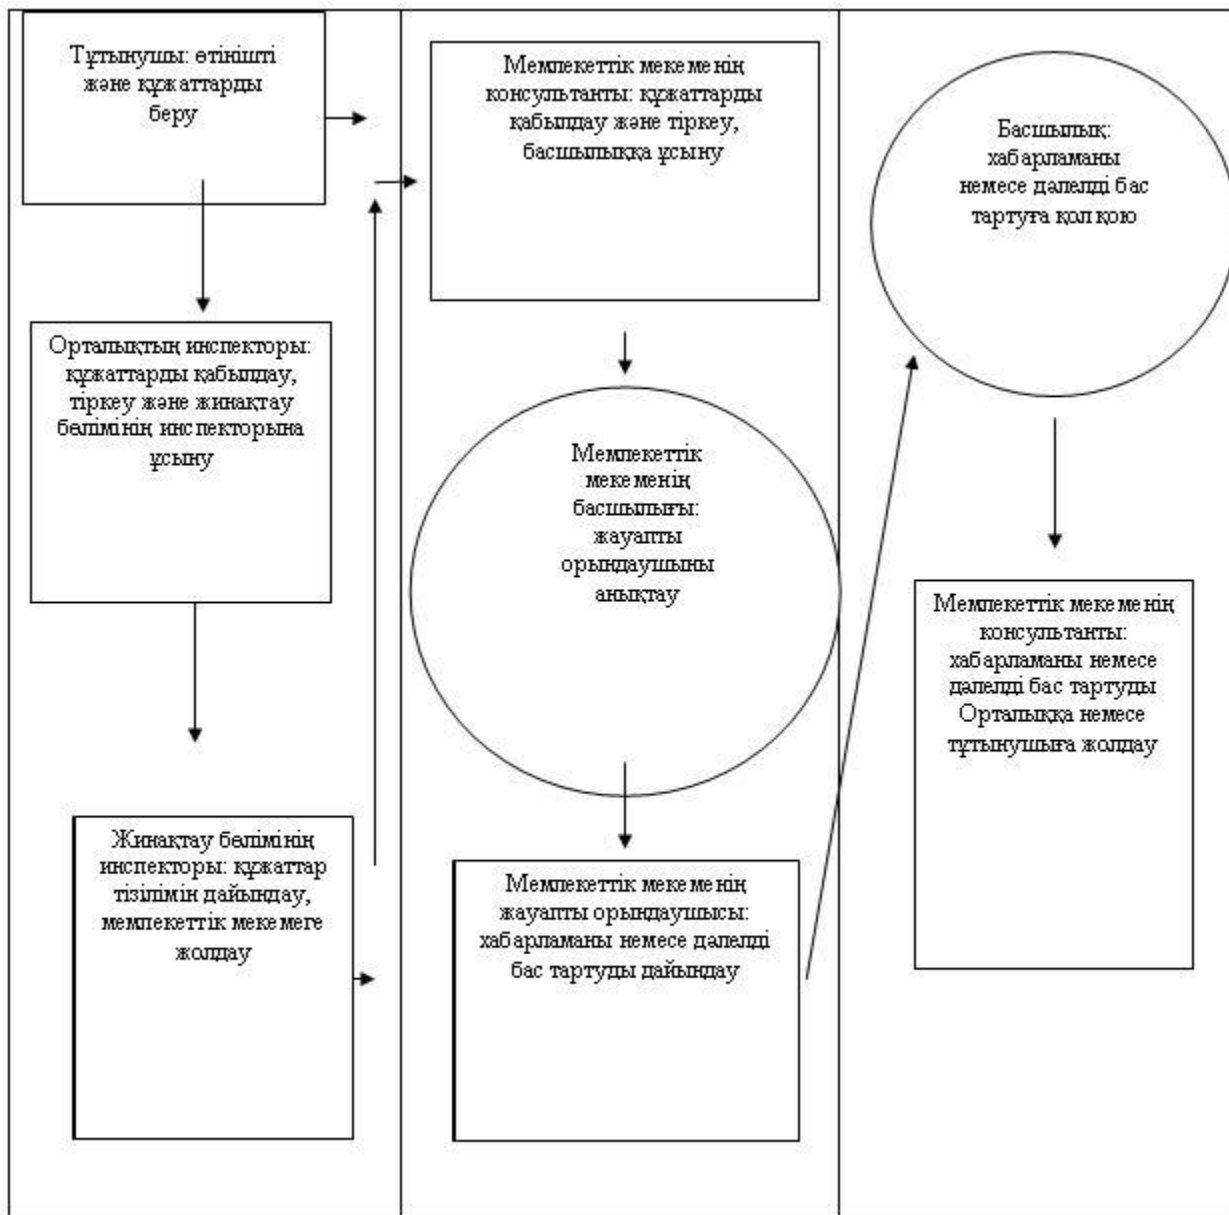 Тұтынушы: өтінішті
және құжаттарды
беру
Орталықтың инспекторы:
құжаттарды қабылдау,
тіркеу және жинақтау
бөлімінің инспекторына
ұсыну
Жинақтау бөлімінің
инспекторы: құжаттар
тізілімін дайындау,
мемлекеттік мекемеге
жолдау
Мемлекеттік мекеменің
консультанты: құжаттарды
қабылдау және тіркеу,
басшылыққа ұсыну
Мемлекеттік
мекеменің
басшылығы:
жауапты
орындаушыны
анықтау
Мемлекеттік мекеменің
жауапты орындаушысы:
хабарламаны немесе дәлелді
бас тартуды дайындау
Басшылық:
хабарламаны
немесе дәлелді бас
тартуға қол қою
Мемлекеттік мекеменің
консультанты:
хабарламаны немесе
дәлелді бас тартуды
Орталыққа немесе
тұтынушыға жолдау